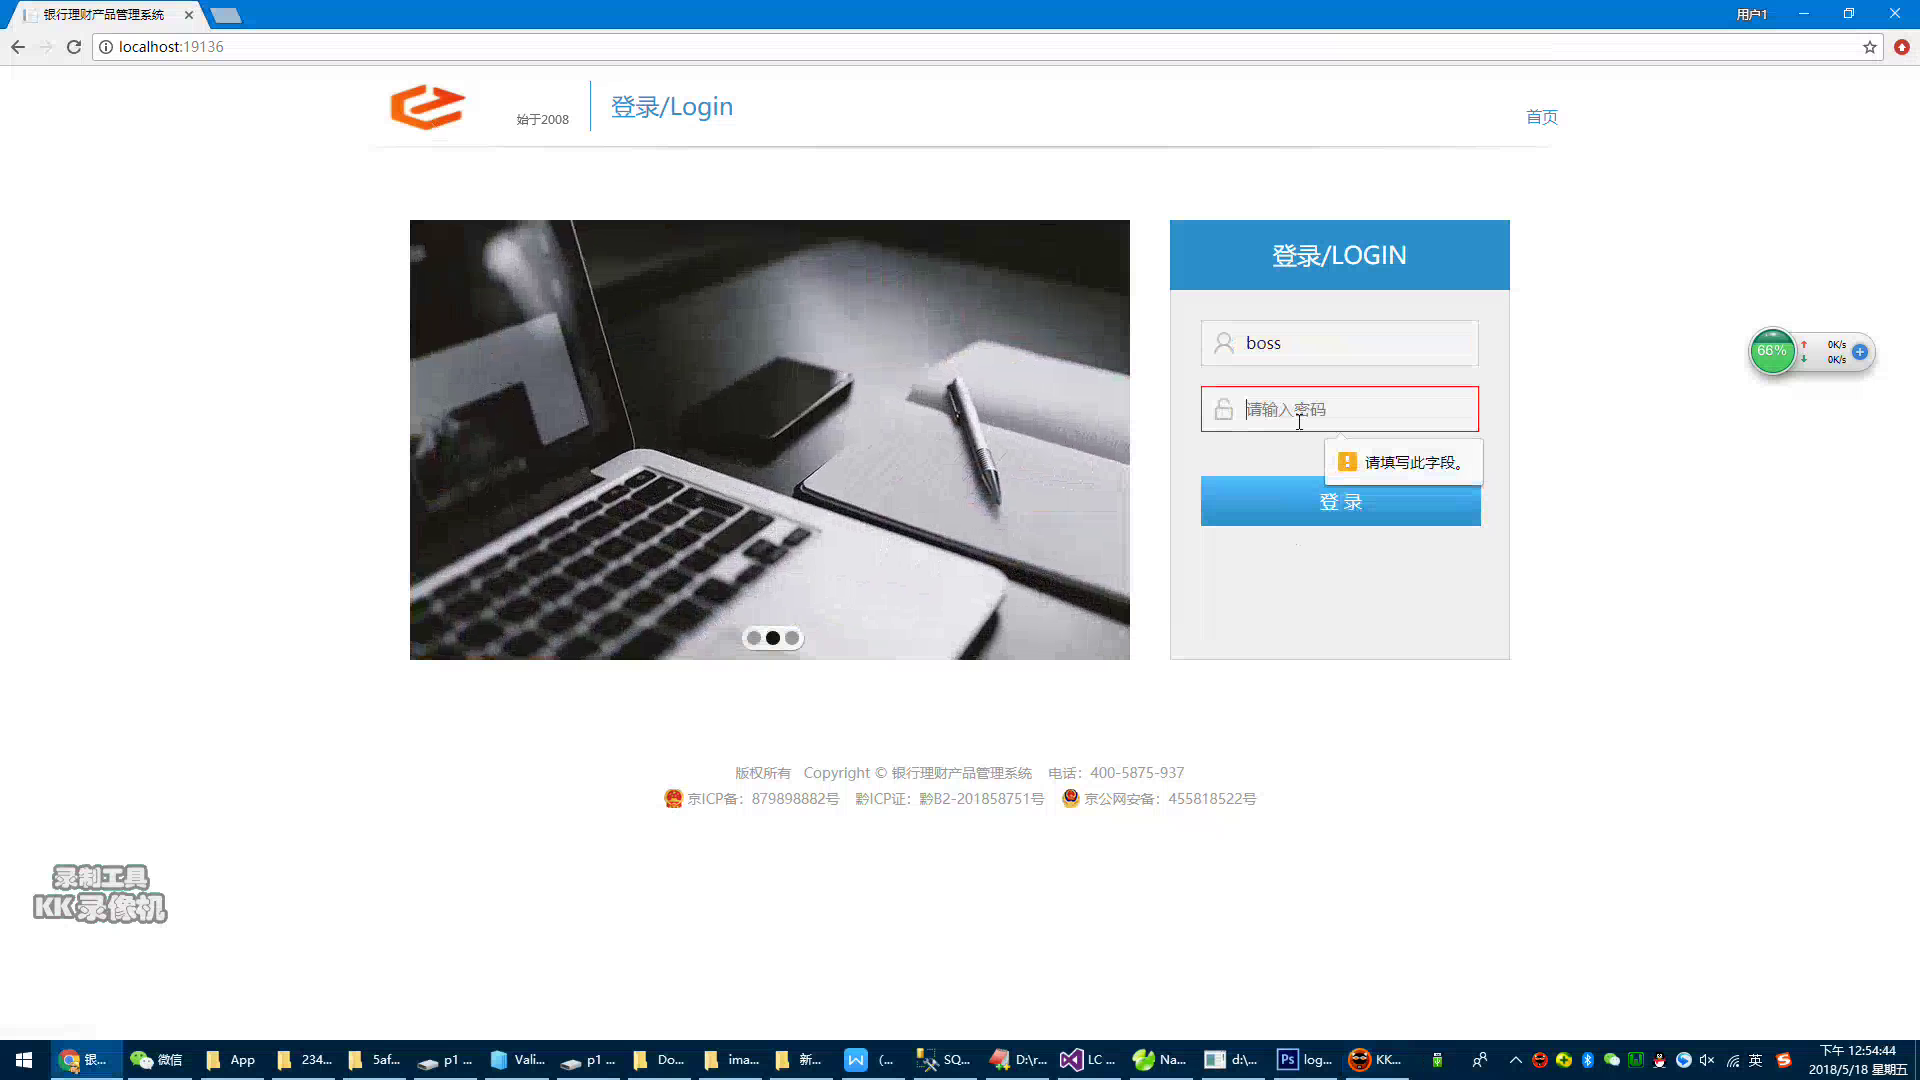 银行理财产品管理系统
用户1
localhost:19136
始于2008
登录/Login
首页
登录/LOGIN
boss
请输入密码
请填写此字段。
登 录
66%
0K/s
0K/s
版权所有 Copyright © 银行理财产品管理系统 电话：400-5875-937
京ICP备：879898882号 黔ICP证：黔B2-201858751号 京公网安备：455818522号
录制工具
KK录像机
银... 微信 App 234... 5af... p1 ... Vali... p1 ... Do... ima... 新... (... SQ... D:\r... LC ... Na... d:\... Ps log... KK... 英
下午 12:54:44
2018/5/18 星期五